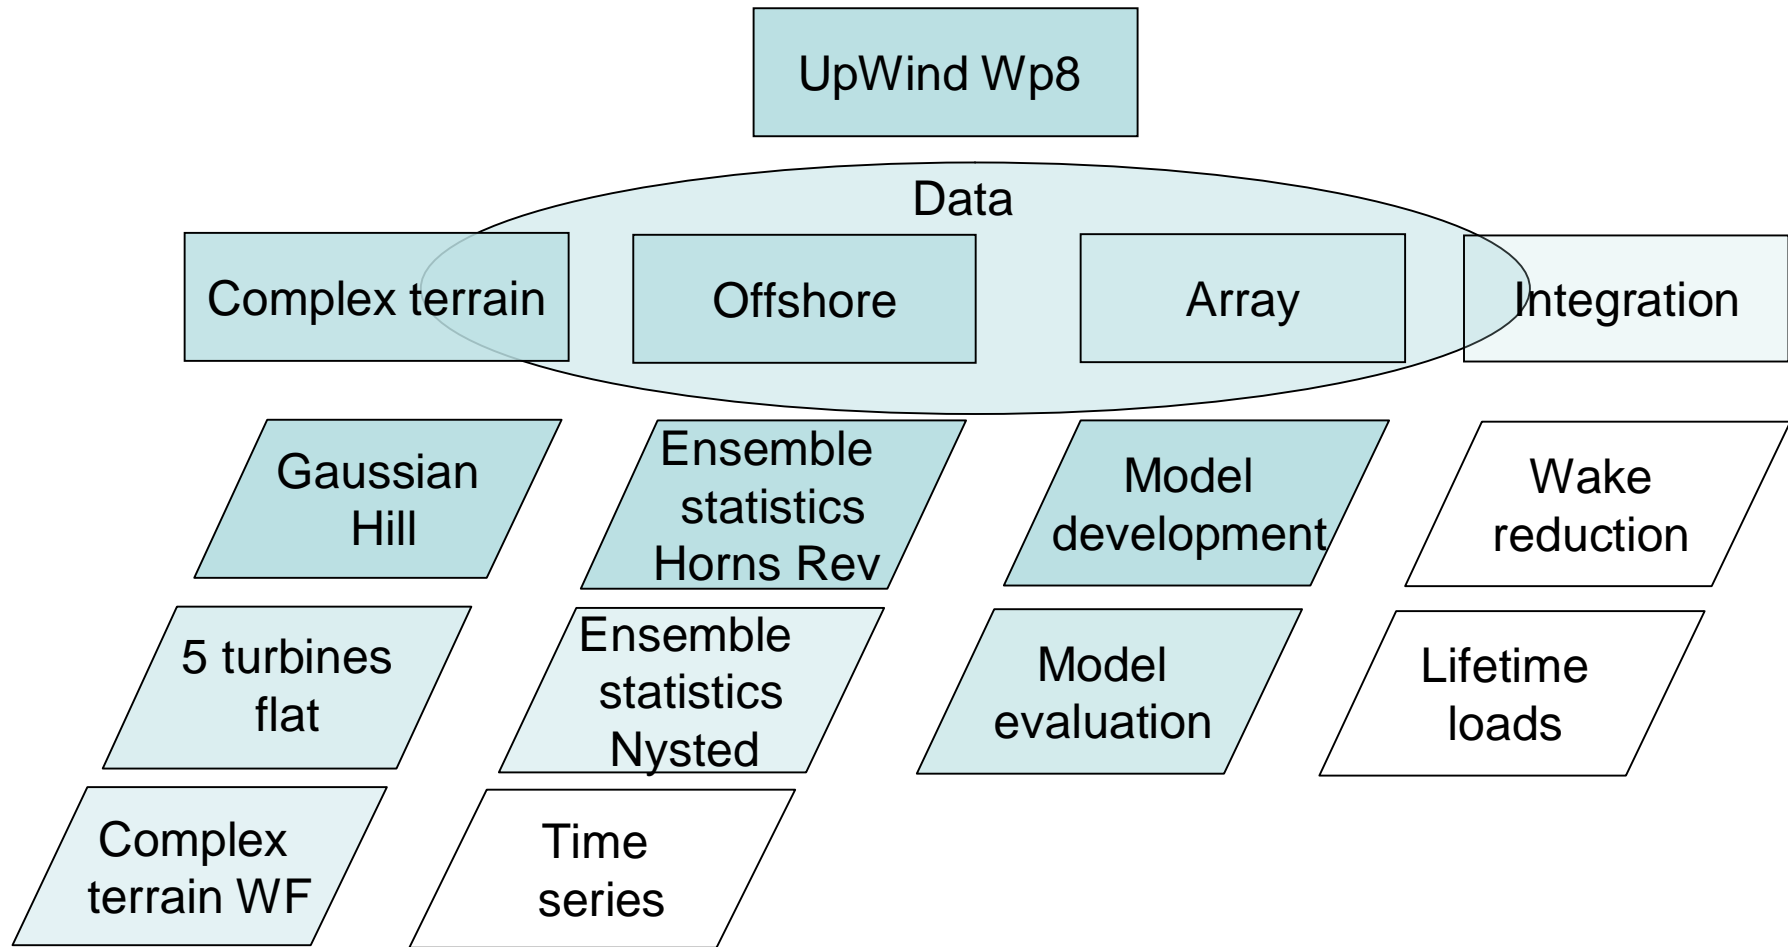 UpWind Wp8
Data
Complex terrain
Offshore
Array
Integration
Gaussian
Hill
Ensemble
statistics
Horns Rev
Model
development
Wake
reduction
5 turbines
flat
Ensemble
statistics
Nysted
Model
evaluation
Lifetime
loads
Complex
terrain WF
Time
series